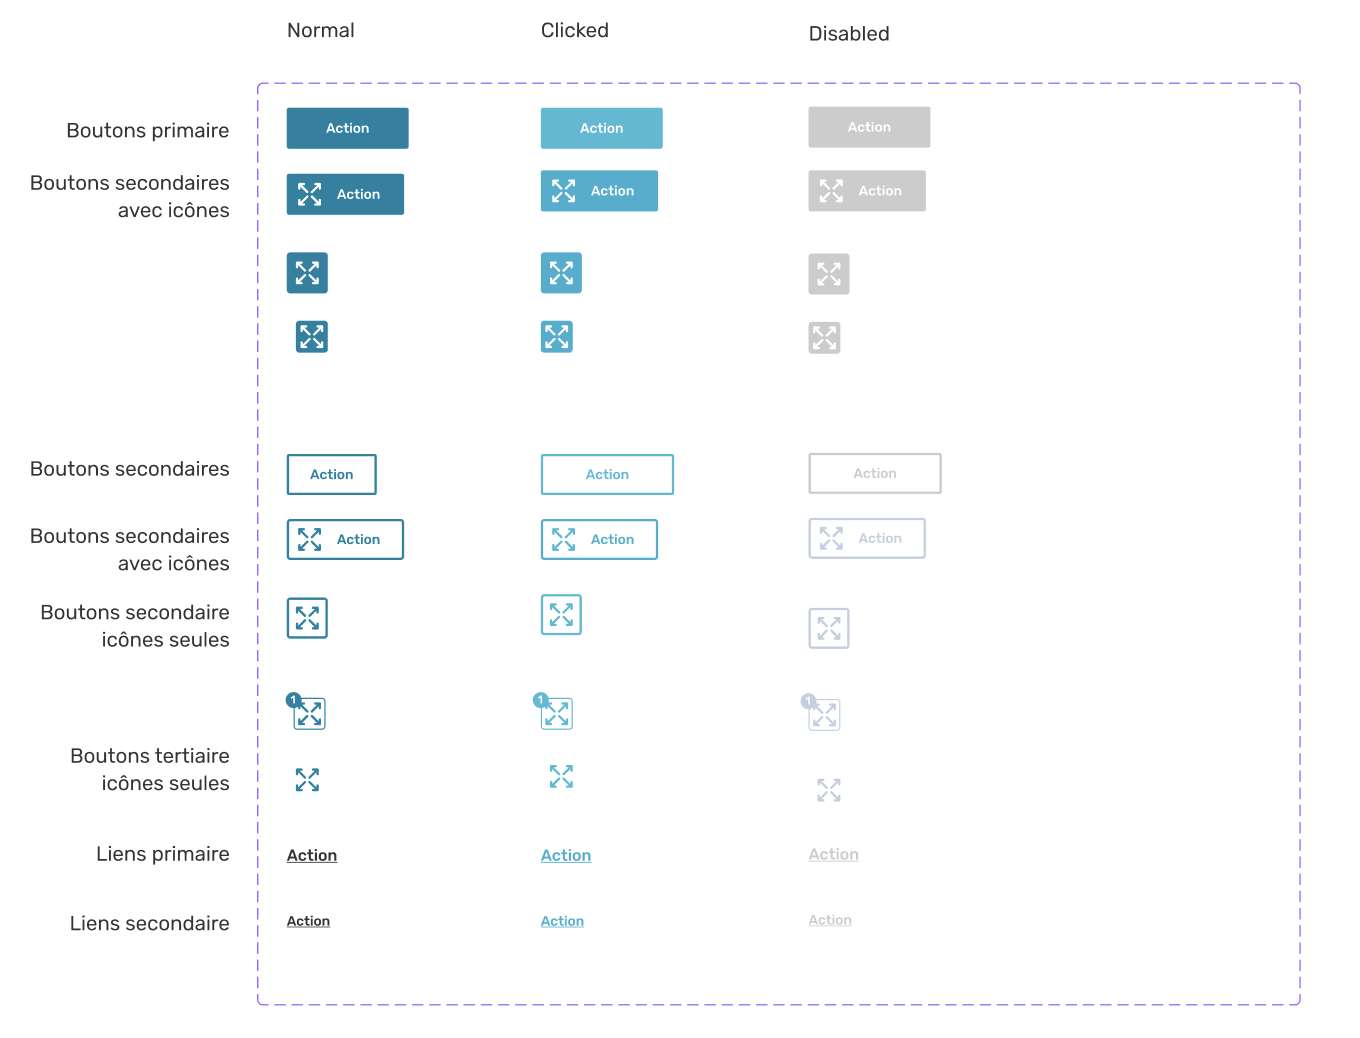 Normal
Clicked
Disabled
Boutons primaire
Action
Action
Action
Boutons secondaires
avec icônes
Action
Action
Action
Boutons secondaires
Action
Action
Action
Boutons secondaires
avec icônes
Action
Action
Action
Boutons secondaire
icônes seules
1
1
1
Boutons tertiaire
icônes seules
Liens primaire
Action
Action
Action
Liens secondaire
Action
Action
Action